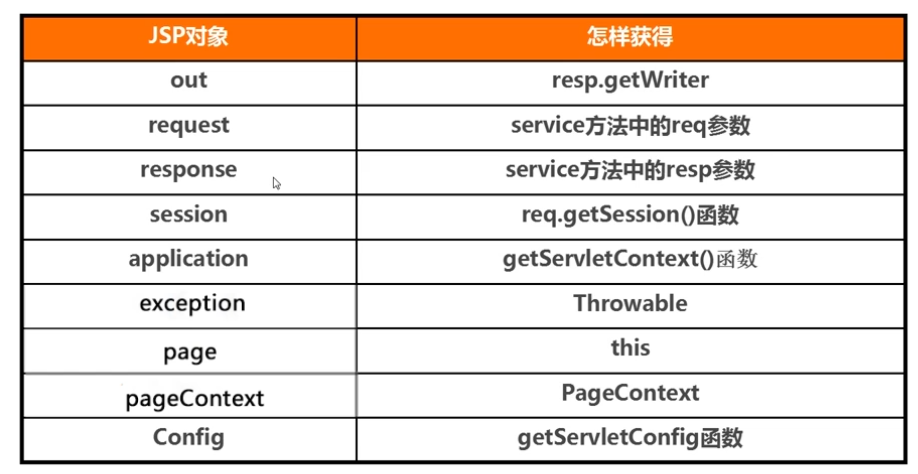 JSP对象 怎样获得
out resp.getWriter
request service方法中的req参数
response service方法中的resp参数
session req.getSession()函数
application getServletContext()函数
exception Throwable
page this
pageContext PageContext
Config getServletConfig函数